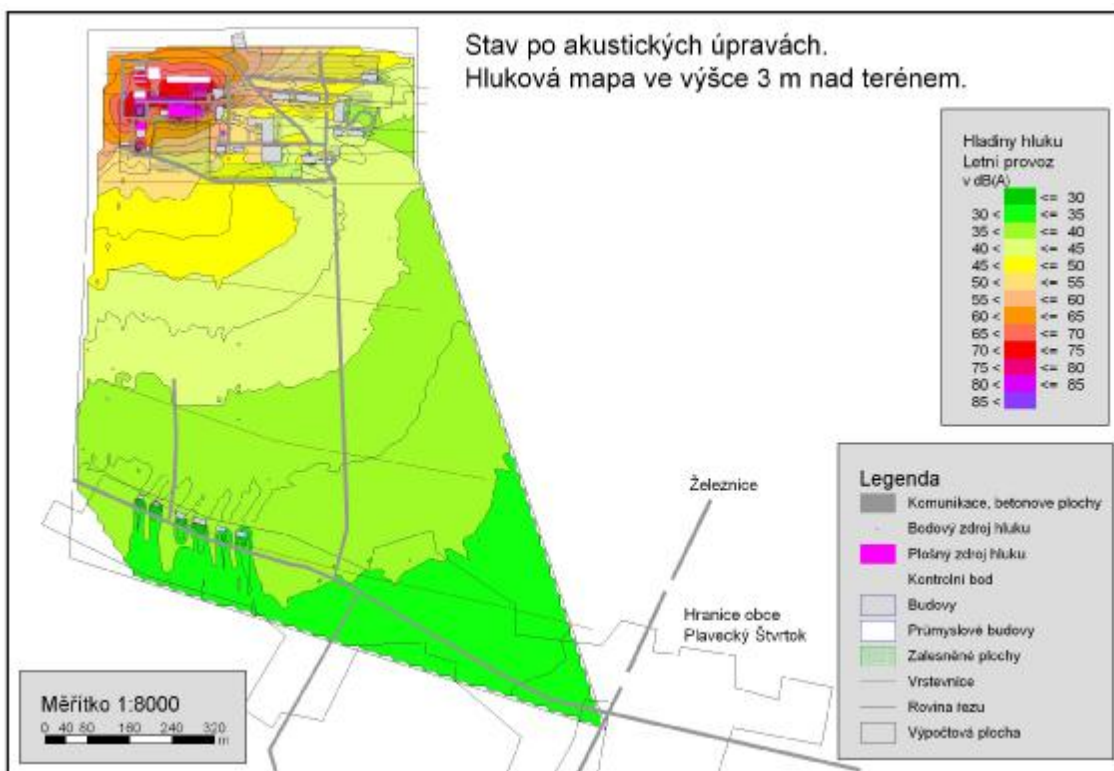 Stav po akustických úpravách.
Hluková mapa ve výšce 3 m nad terénem.
Hladiny hluku
Letní provoz
v dB(A)
<= 30
30 < <= 35
35 < <= 40
40 < <= 45
45 < <= 50
50 < <= 55
55 < <= 60
60 < <= 65
65 < <= 70
70 < <= 75
75 < <= 80
80 < <= 85
85 <
Železnice
Hranice obce
Plavecký Štvrtok
Legenda
Komunikace, betonove plochy
Bodový zdroj hluku
Plošny zdroj hluku
Kontrolni bod
Budovy
Průmyslové budovy
Zalesněné plochy
Vrstevnice
Rovina řezu
Výpočtová plocha
Měřítko 1:8000
0 40 80 160 240 320
m